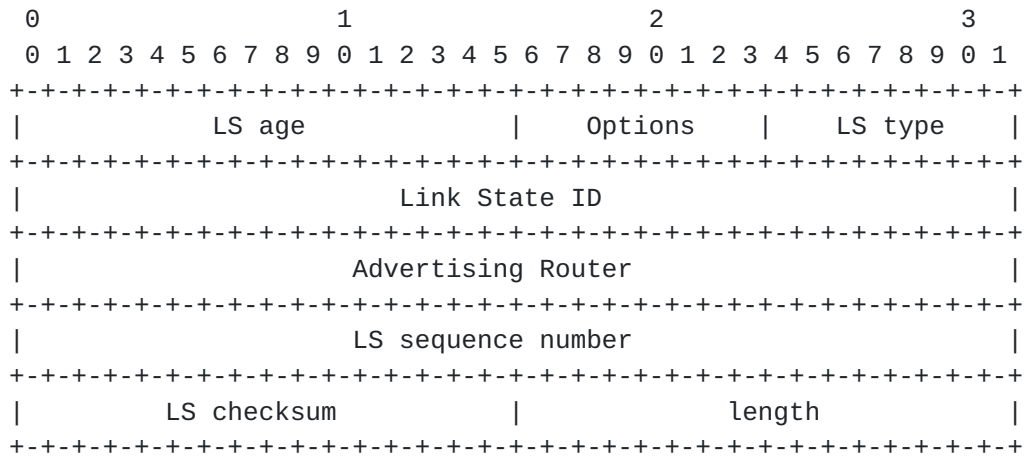 0                   1                   2                   3
 0 1 2 3 4 5 6 7 8 9 0 1 2 3 4 5 6 7 8 9 0 1 2 3 4 5 6 7 8 9 0 1
+-+-+-+-+-+-+-+-+-+-+-+-+-+-+-+-+-+-+-+-+-+-+-+-+-+-+-+-+-+-+-+-+
|            LS age             |    Options    |    LS type    |
+-+-+-+-+-+-+-+-+-+-+-+-+-+-+-+-+-+-+-+-+-+-+-+-+-+-+-+-+-+-+-+-+
|                        Link State ID                          |
+-+-+-+-+-+-+-+-+-+-+-+-+-+-+-+-+-+-+-+-+-+-+-+-+-+-+-+-+-+-+-+-+
|                     Advertising Router                        |
+-+-+-+-+-+-+-+-+-+-+-+-+-+-+-+-+-+-+-+-+-+-+-+-+-+-+-+-+-+-+-+-+
|                     LS sequence number                        |
+-+-+-+-+-+-+-+-+-+-+-+-+-+-+-+-+-+-+-+-+-+-+-+-+-+-+-+-+-+-+-+-+
|         LS checksum           |             length            |
+-+-+-+-+-+-+-+-+-+-+-+-+-+-+-+-+-+-+-+-+-+-+-+-+-+-+-+-+-+-+-+-+